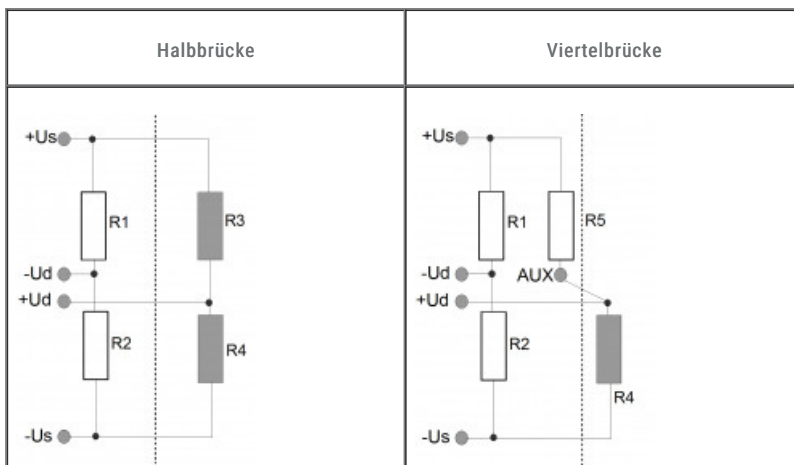 Halbbrücke
Viertelbrücke
+Us
R1
R3
-Ud
+Ud
R2
R4
-Us
+Us
R1
R5
-Ud
AUX
+Ud
R2
R4
-Us